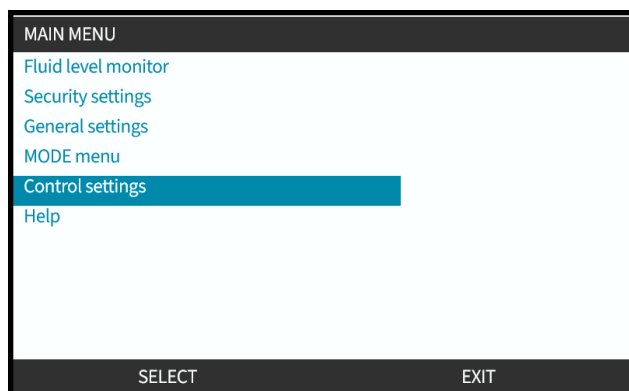 MAIN MENU
Fluid level monitor
Security settings
General settings
MODE menu
Control settings
Help
SELECT EXIT